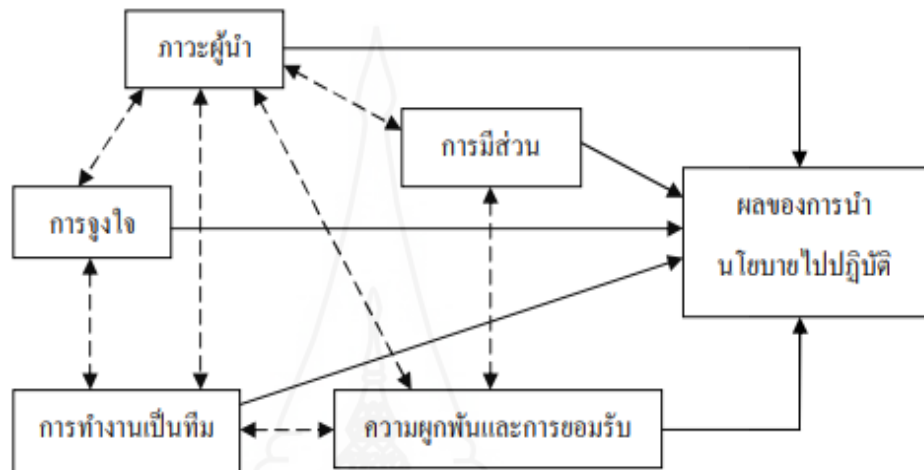 ภาวะผู้นำ
การมีส่วน
การจูงใจ
ผลของการนำ
นโยบายไปปฏิบัติ
การทำงานเป็นทีม
ความผูกพันและการยอมรับ